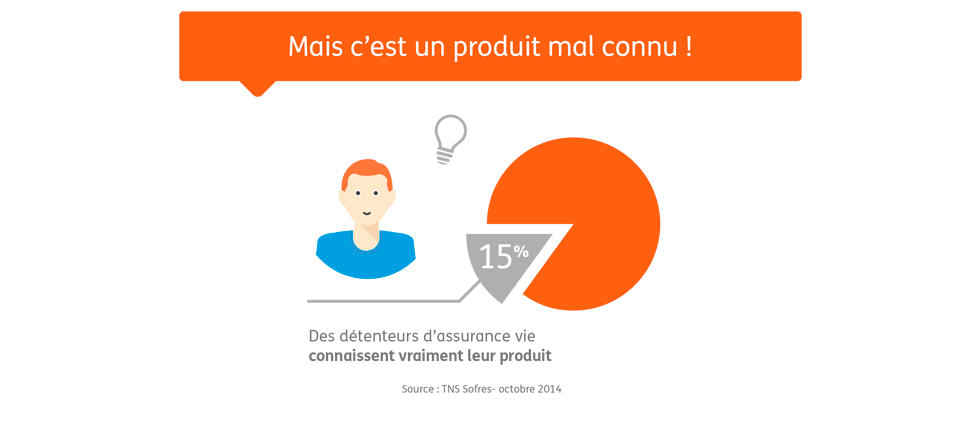 Mais c’est un produit mal connu !
15%
Des détenteurs d’assurance vie
connaissent vraiment leur produit
Source : TNS Sofres- octobre 2014